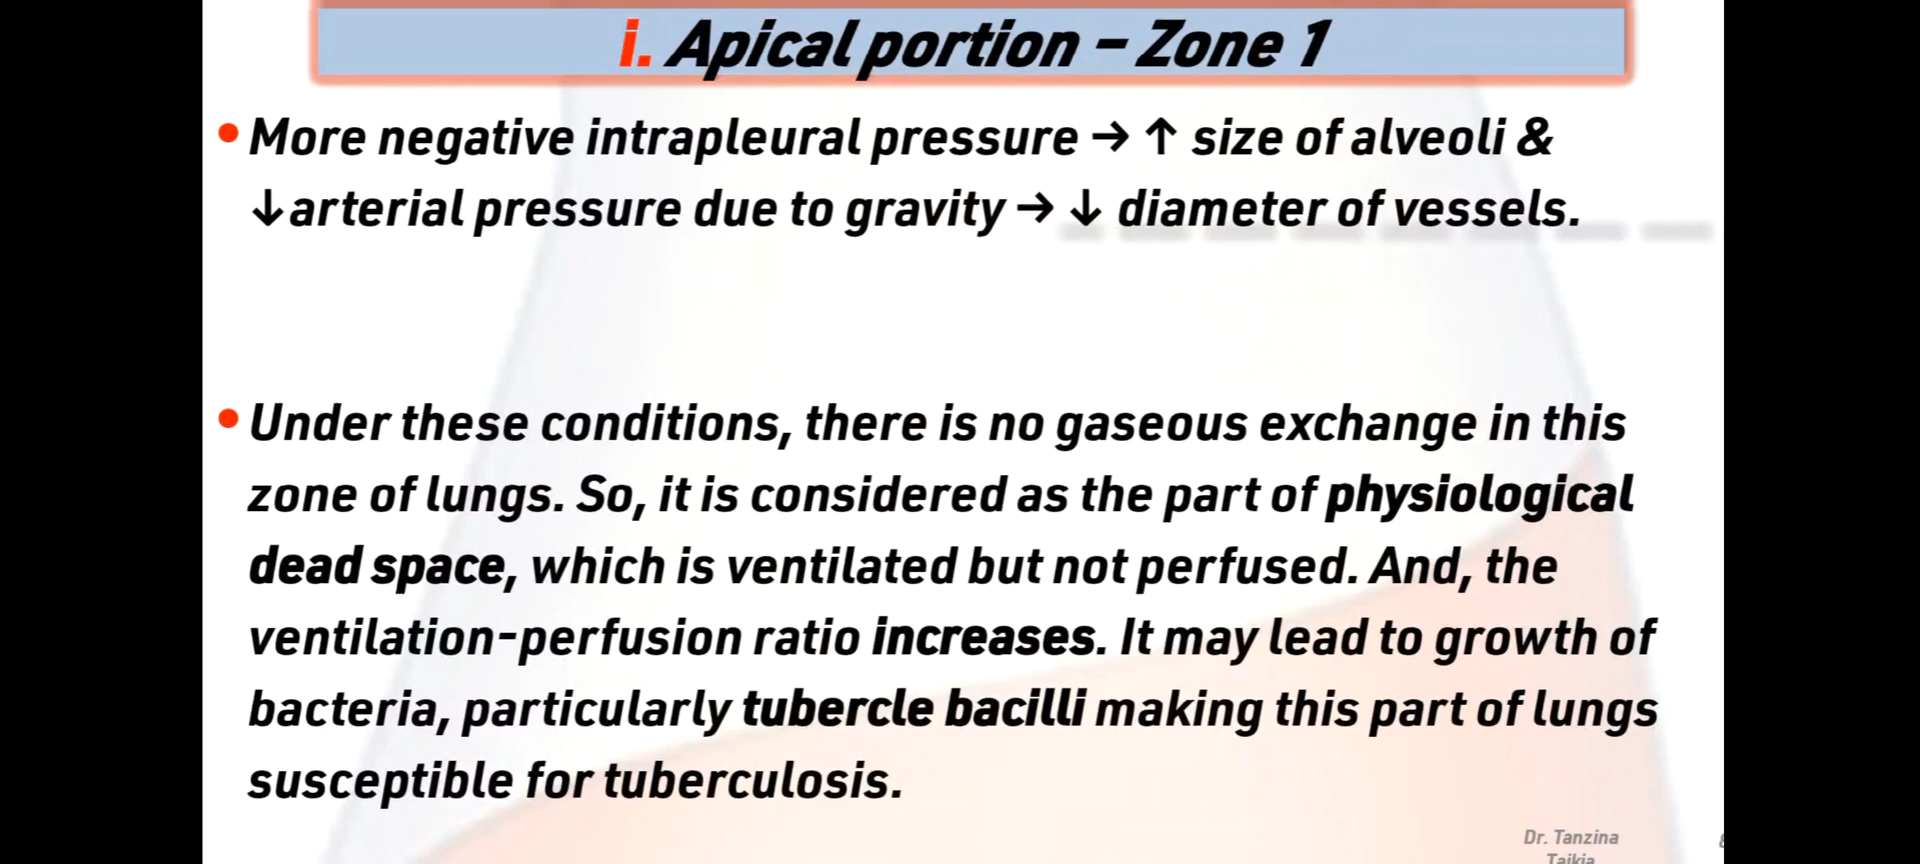 i. Apical portion – Zone 1
• More negative intrapleural pressure → ↑ size of alveoli &
↓arterial pressure due to gravity → ↓ diameter of vessels.
• Under these conditions, there is no gaseous exchange in this
zone of lungs. So, it is considered as the part of physiological
dead space, which is ventilated but not perfused. And, the
ventilation-perfusion ratio increases. It may lead to growth of
bacteria, particularly tubercle bacilli making this part of lungs
susceptible for tuberculosis.
Dr. Tanzina